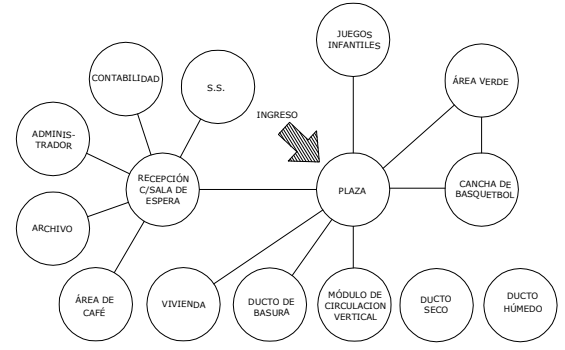 JUEGOS
INFANTILES
CONTABILIDAD
S.S.
ÁREA VERDE
INGRESO
ADMINIS-
TRADOR
RECEPCIÓN
C/SALA DE
ESPERA
PLAZA
CANCHA DE
BASQUETBOL
ARCHIVO
ÁREA DE
CAFÉ
VIVIENDA
DUCTO DE
BASURA
MÓDULO DE
CIRCULACION
VERTICAL
DUCTO
SECO
DUCTO
HÚMEDO